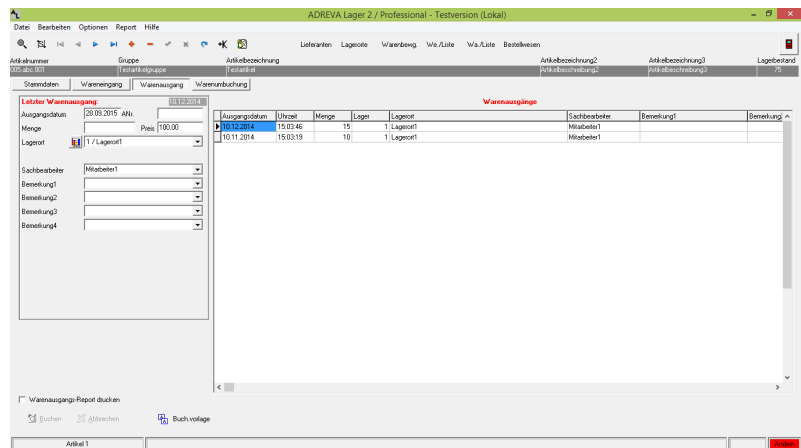 ADREVA Lager 2 / Professional - Testversion (Lokal)
Datei Bearbeiten Optionen Report Hilfe
Lieferanten Lagerorte Warenbewg. We./Liste Wa./Liste Bestellwesen
Artikelnummer Gruppe Artikelbezeichnung Artikelbezeichnung2 Artikelbezeichnung3 Lagerbestand
005.abc.001 Testartikelgruppe Testartikel Artikelbeschreibung2 Artikelbeschreibung3 75
Stammdaten Wareneingang Warenausgang Warenumbuchung
Letzter Warenausgang: 10.12.2014
Warenausgänge
Ausgangsdatum 28.09.2015 ANr.
Menge Preis 100,00
Lagerort 1 / Lagerort1
Sachbearbeiter Mitarbeiter1
Bemerkung1
Bemerkung2
Bemerkung3
Bemerkung4
Ausgangsdatum Uhrzeit Menge Lager Lagerort Sachbearbeiter Bemerkung1 Bemerkung
10.12.2014 15:03:46 15 1 Lagerort1 Mitarbeiter1
10.11.2014 15:03:19 10 1 Lagerort1 Mitarbeiter1
Warenausgangs-Report drucken
Buchen Abbrechen Buch.vorlage
Artikel 1 Ändern